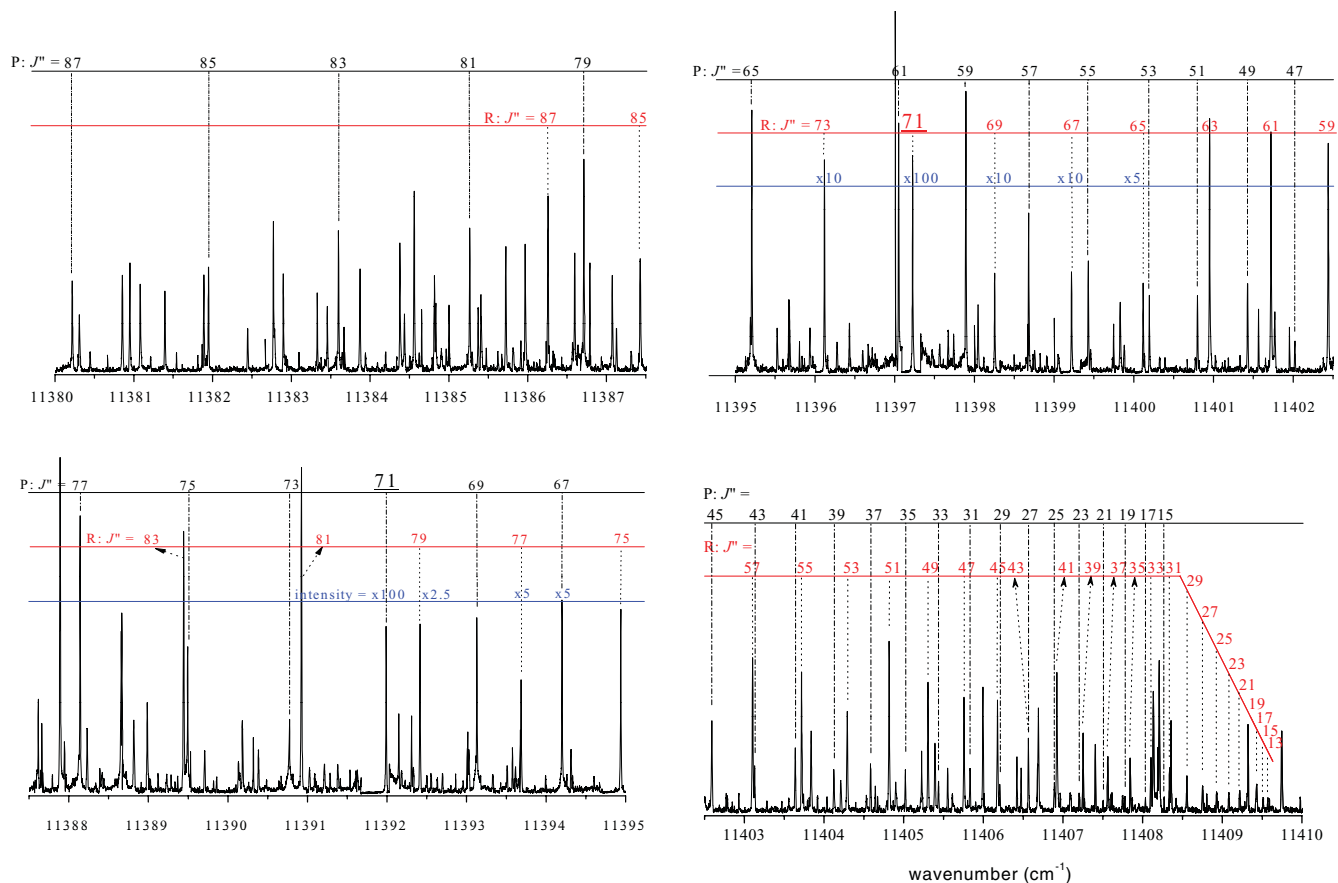 P: J" = 87 85 83 81 79
R: J" = 87 85
11380 11381 11382 11383 11384 11385 11386 11387
P: J" = 65 61 59 57 55 53 51 49 47
R: J" = 73 71 69 67 65 63 61 59
x10 x100 x10 x10 x5
11395 11396 11397 11398 11399 11400 11401 11402
P: J" = 77 75 73 71 69 67
R: J" = 83 81 79 77 75
intensity = x100 x2.5 x5 x5
11388 11389 11390 11391 11392 11393 11394 11395
P: J" =
45 43 41 39 37 35 33 31 29 27 25 23 21 19 17 15
R: J" =
57 55 53 51 49 47 45 43 41 39 37 35 33 31
29
27
25
23
21
19
17
15
13
11403 11404 11405 11406 11407 11408 11409 11410
wavenumber (cm⁻¹)